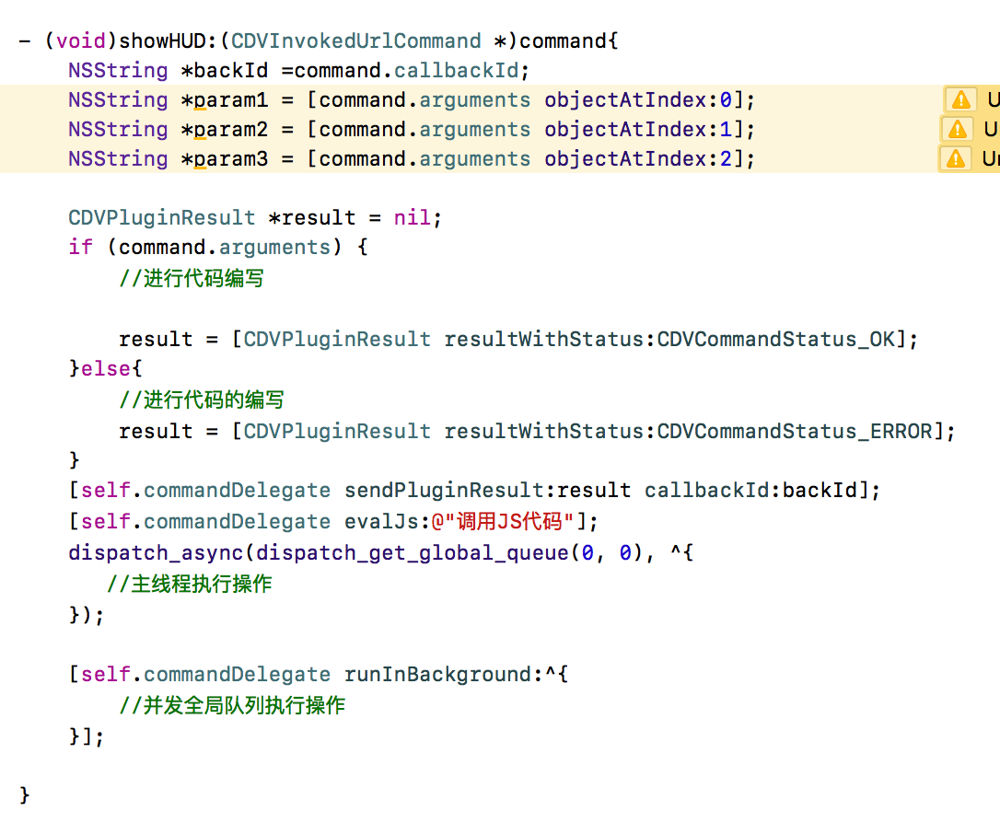 - (void)showHUD:(CDVInvokedUrlCommand *)command{
NSString *backId =command.callbackId;
NSString *param1 = [command.arguments objectAtIndex:0];
NSString *param2 = [command.arguments objectAtIndex:1];
NSString *param3 = [command.arguments objectAtIndex:2];
CDVPluginResult *result = nil;
if (command.arguments) {
//进行代码编写
result = [CDVPluginResult resultWithStatus:CDVCommandStatus_OK];
}else{
//进行代码的编写
result = [CDVPluginResult resultWithStatus:CDVCommandStatus_ERROR];
}
[self.commandDelegate sendPluginResult:result callbackId:backId];
[self.commandDelegate evalJs:@"调用JS代码"];
dispatch_async(dispatch_get_global_queue(0, 0), ^{
//主线程执行操作
});
[self.commandDelegate runInBackground:^{
//并发全局队列执行操作
}];
}